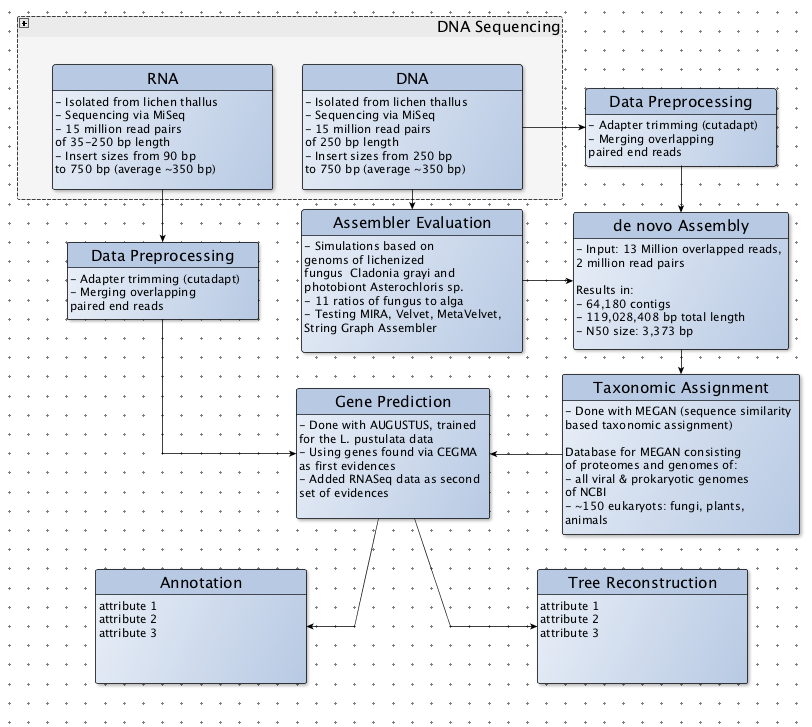 DNA Sequencing
RNA
- Isolated from lichen thallus
- Sequencing via MiSeq
- 15 million read pairs
of 35-250 bp length
- Insert sizes from 90 bp
to 750 bp (average ~350 bp)
DNA
- Isolated from lichen thallus
- Sequencing via MiSeq
- 15 million read pairs
of 250 bp length
- Insert sizes from 250 bp
to 750 bp (average ~350 bp)
Data Preprocessing
- Adapter trimming (cutadapt)
- Merging overlapping
paired end reads
Assembler Evaluation
- Simulations based on
genoms of lichenized
fungus  Cladonia grayi and
photobiont Asterochloris sp.
- 11 ratios of fungus to alga
- Testing MIRA, Velvet, MetaVelvet,
String Graph Assembler
de novo Assembly
- Input: 13 Million overlapped reads,
2 million read pairs
Results in:
- 64,180 contigs
- 119,028,408 bp total length
- N50 size: 3,373 bp
Data Preprocessing
- Adapter trimming (cutadapt)
- Merging overlapping
paired end reads
Taxonomic Assignment
- Done with MEGAN (sequence similarity
based taxonomic assignment)
Database for MEGAN consisting
of proteomes and genomes of:
- all viral & prokaryotic genomes
of NCBI
- ~150 eukaryots: fungi, plants,
animals
Gene Prediction
- Done with AUGUSTUS, trained
for the L. pustulata data
- Using genes found via CEGMA
as first evidences
- Added RNASeq data as second
set of evidences
Annotation
attribute 1
attribute 2
attribute 3
Tree Reconstruction
attribute 1
attribute 2
attribute 3